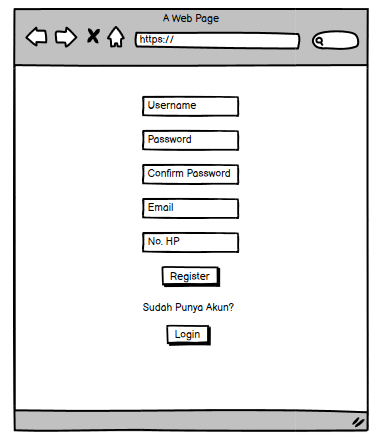 A Web Page
https://
Username
Password
Confirm Password
Email
No. HP
Register
Sudah Punya Akun?
Login